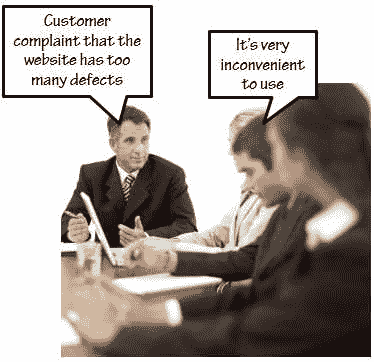 Customer
complaint that the
website has too
many defects
It's very
inconvenient
to use